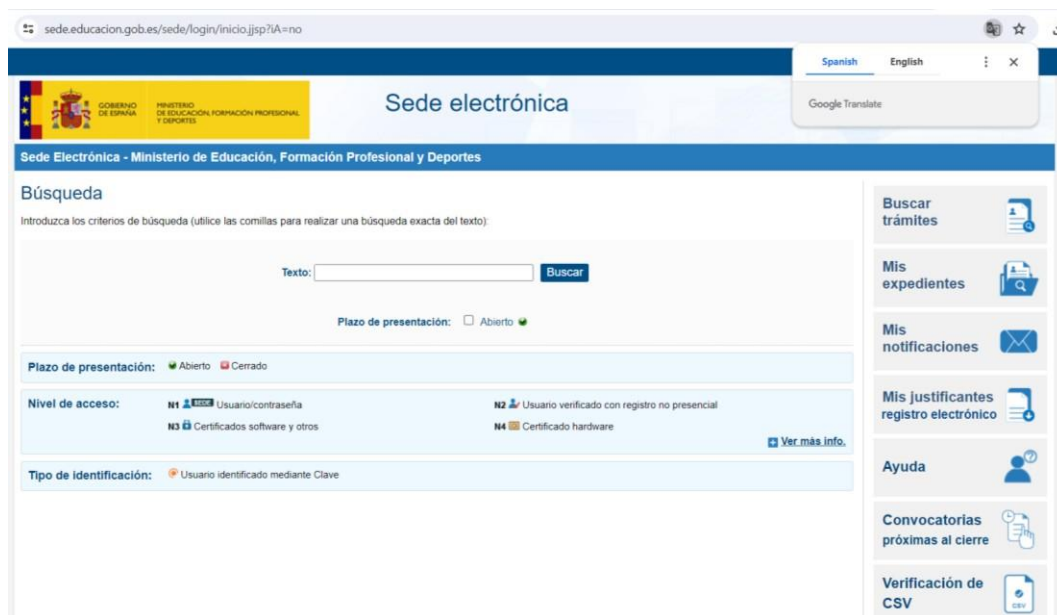 sede.educacion.gob.es/sede/login/inicio.jjsp?iA=no
Spanish English
Google Translate
GOBIERNO
DE ESPAÑA
MINISTERIO
DE EDUCACIÓN, FORMACIÓN PROFESIONAL
Y DEPORTES
Sede electrónica
Sede Electrónica - Ministerio de Educación, Formación Profesional y Deportes
Búsqueda
Introduzca los criterios de búsqueda (utilice las comillas para realizar una búsqueda exacta del texto):
Texto: Buscar
Plazo de presentación: Abierto
Plazo de presentación: Abierto Cerrado
Nivel de acceso: N1 SEDE Usuario/contraseña N2 Usuario verificado con registro no presencial
N3 Certificados software y otros N4 Certificado hardware
Ver más info.
Tipo de identificación: Usuario identificado mediante Clave
Buscar
trámites
Mis
expedientes
Mis
notificaciones
Mis justificantes
registro electrónico
Ayuda
Convocatorias
próximas al cierre
Verificación de
CSV
CSV